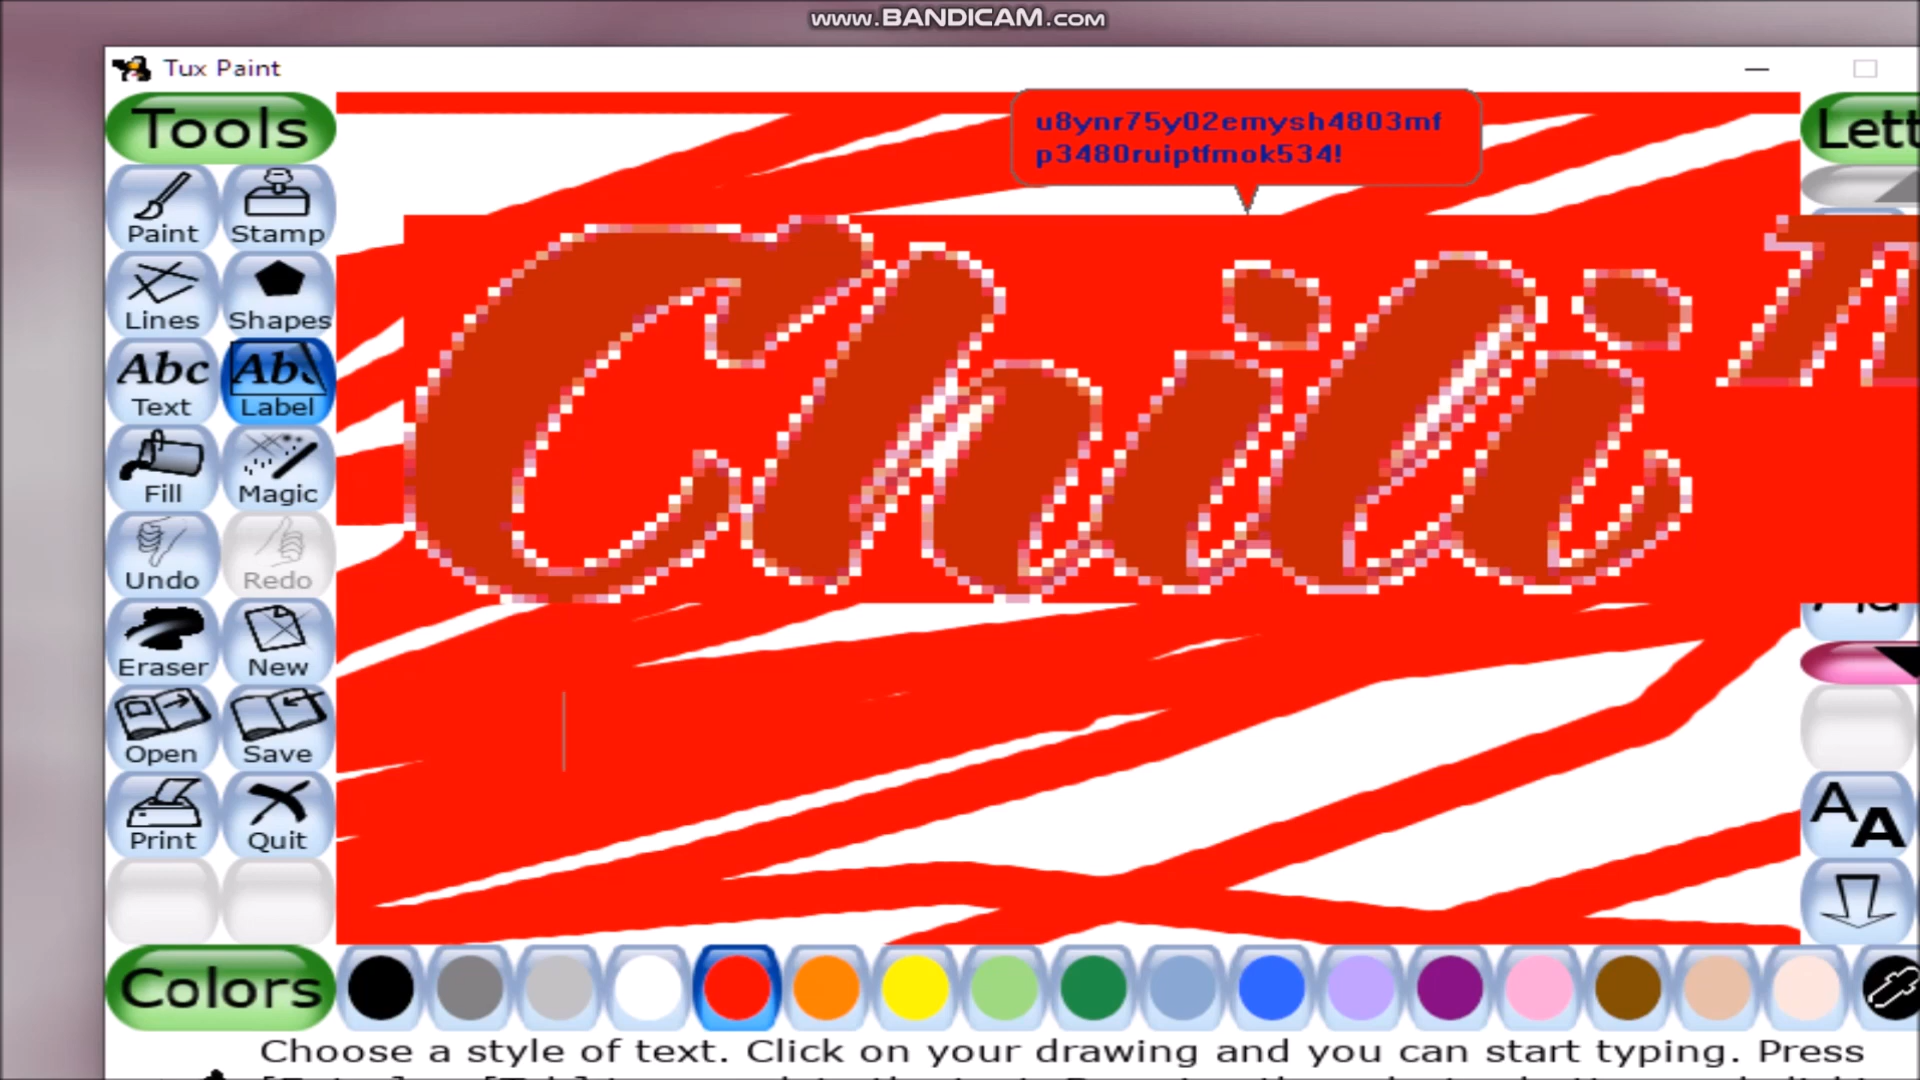 www.BANDICAM.com
Tux Paint
Tools
Lett
u8ynr75y02emysh4803mf
p3480ruiptfmok534!
Paint Stamp
Chili
Lines Shapes
Abc Abc
Text Label
Fill Magic
Undo Redo
Eraser New
Open Save
Print Quit
A A
Colors
Choose a style of text. Click on your drawing and you can start typing. Press